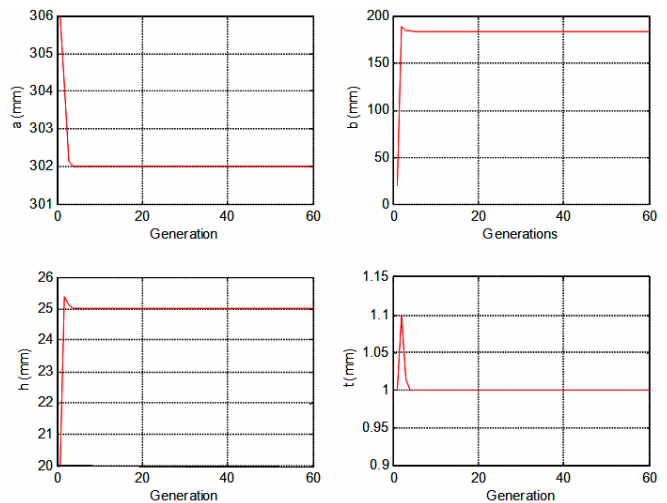 306
305
304
303
302
301
a (mm)
0 20 40 60
Generation
200
150
100
50
0
b (mm)
0 20 40 60
Generations
26
25
24
23
22
21
20
h (mm)
0 20 40 60
Generation
1.15
1.1
1.05
1
0.95
0.9
t (mm)
0 20 40 60
Generation